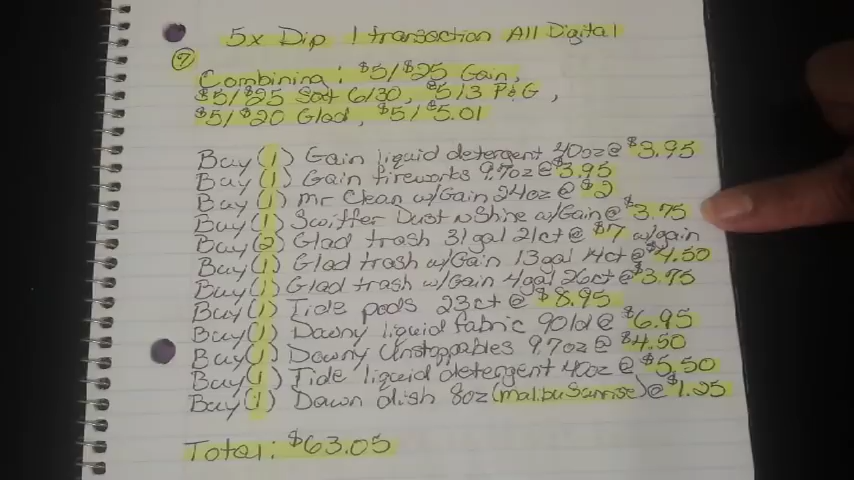 5x Dip 1 transaction All Digital
7
Combining: $5/$25 Gain,
$5/$25 Sat 6/30, $5/3 P&G,
$5/$20 Glad, $5/$5.01
Buy (1) Gain liquid detergent 40oz @ $3.95
Buy (1) Gain fireworks 9.7oz @ $3.95
Buy (1) Mr Clean w/Gain 24oz @ $2
Buy (1) Swiffer Dust n Shine w/Gain @ $3.75
Buy (2) Glad trash 31gal 21ct @ $7 w/gain
Buy (1) Glad trash w/Gain 13gal 14ct @ $4.50
Buy (1) Glad trash w/Gain 4gal 26ct @ $3.75
Buy (1) Tide pods 23ct @ $8.95
Buy (1) Downy liquid fabric 90ld @ $6.95
Buy (1) Downy Unstoppables 9.7oz @ $4.50
Buy (1) Tide liquid detergent 40oz @ $5.50
Buy (1) Dawn dish 8oz (malibu Sunrise) @ $1.25
Total: $63.05